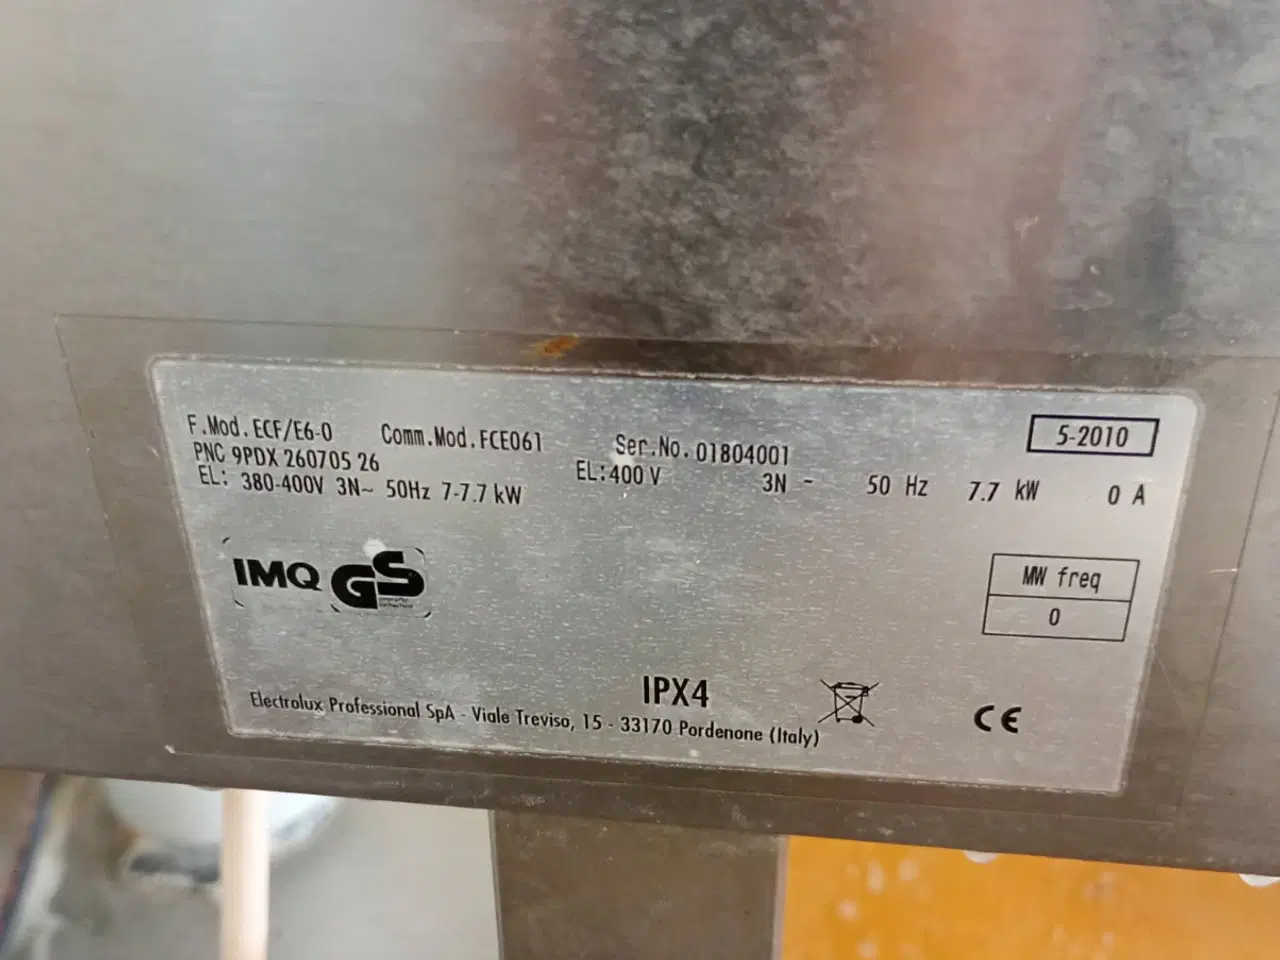 F.Mod. ECF/E6-0 Comm.Mod. FCE061 Ser.No. 01804001 5-2010
PNC 9PDX 260705 26
EL: 400 V 3N ~ 50 Hz 7.7 kW 0 A
EL: 380-400V 3N~ 50Hz 7-7.7 kW
IMQ GS
MW freq
0
IPX4
Electrolux Professional SpA - Viale Treviso, 15 - 33170 Pordenone (Italy)
CE